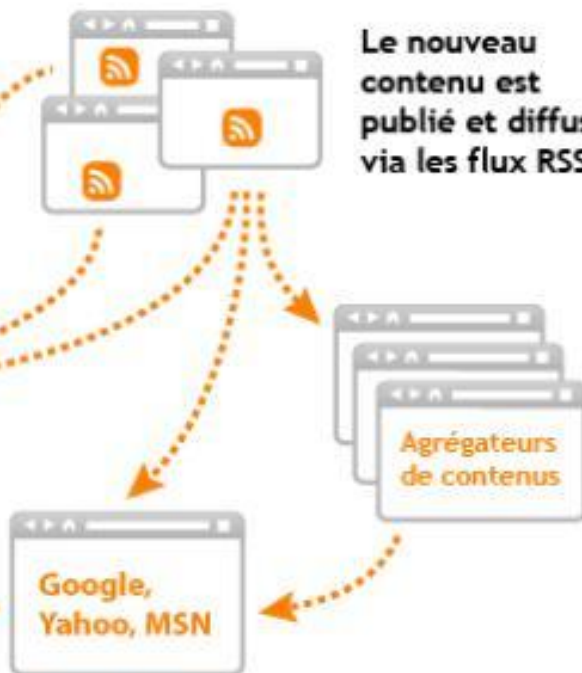 Le nouveau
contenu est
publié et diffus
via les flux RSS
Agrégateurs
de contenus
Google,
Yahoo, MSN